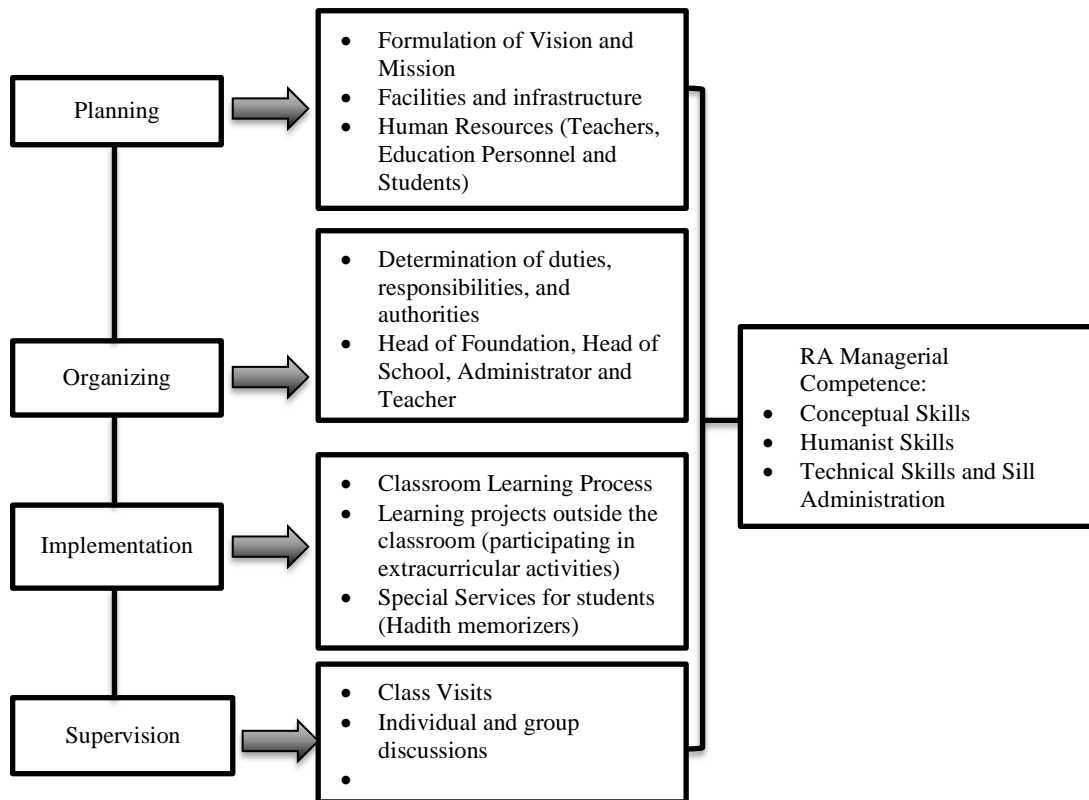 Planning
• Formulation of Vision and
Mission
• Facilities and infrastructure
• Human Resources (Teachers,
Education Personnel and
Students)
Organizing
• Determination of duties,
responsibilities, and
authorities
• Head of Foundation, Head of
School, Administrator and
Teacher
Implementation
• Classroom Learning Process
• Learning projects outside the
classroom (participating in
extracurricular activities)
• Special Services for students
(Hadith memorizers)
Supervision
• Class Visits
• Individual and group
discussions
•
RA Managerial
Competence:
• Conceptual Skills
• Humanist Skills
• Technical Skills and Sill
Administration